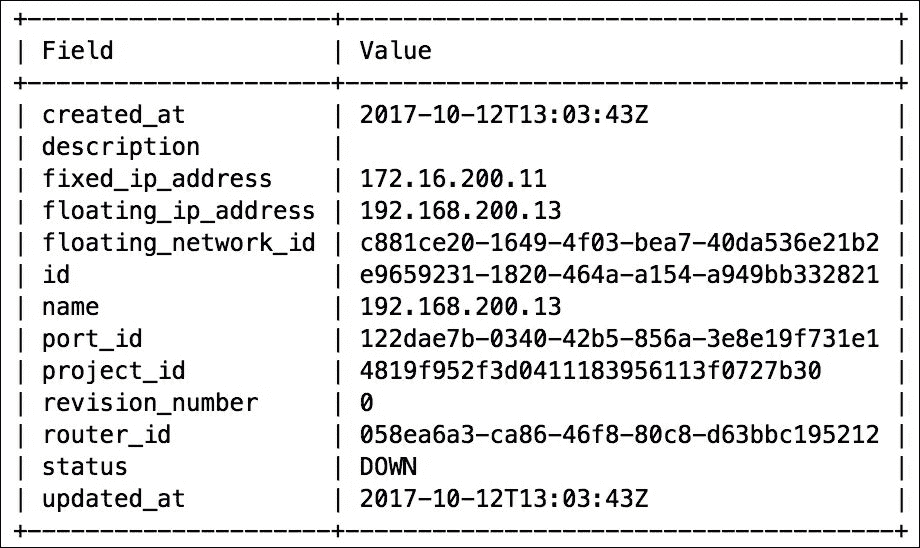 +----------------------+--------------------------------------+
| Field                | Value                                |
+----------------------+--------------------------------------+
| created_at           | 2017-10-12T13:03:43Z                 |
| description          |                                      |
| fixed_ip_address     | 172.16.200.11                        |
| floating_ip_address  | 192.168.200.13                       |
| floating_network_id  | c881ce20-1649-4f03-bea7-40da536e21b2 |
| id                   | e9659231-1820-464a-a154-a949bb332821 |
| name                 | 192.168.200.13                       |
| port_id              | 122dae7b-0340-42b5-856a-3e8e19f731e1 |
| project_id           | 4819f952f3d0411183956113f0727b30     |
| revision_number      | 0                                    |
| router_id            | 058ea6a3-ca86-46f8-80c8-d63bbc195212 |
| status               | DOWN                                 |
| updated_at           | 2017-10-12T13:03:43Z                 |
+----------------------+--------------------------------------+